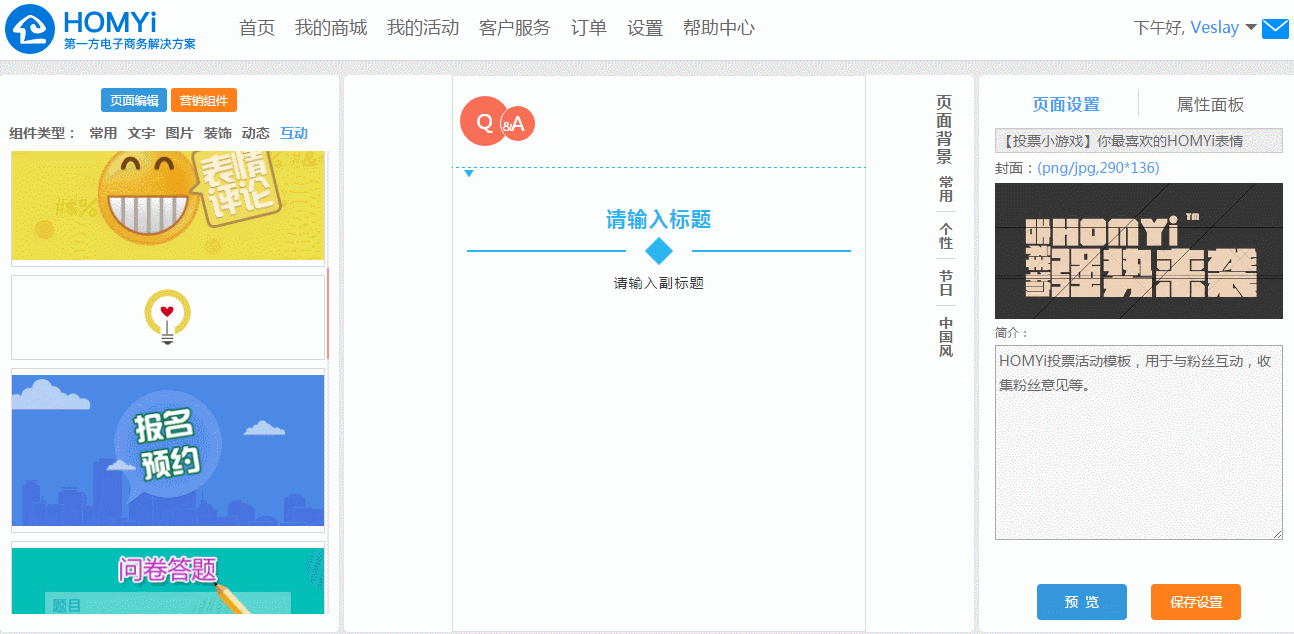 HOMYi
第一方电子商务解决方案
首页 我的商城 我的活动 客户服务 订单 设置 帮助中心
下午好, Veslay
页面编辑 营销组件
组件类型： 常用 文字 图片 装饰 动态 互动
#$%
表情
评论
报名
预约
问卷答题
题目
Q &A
请输入标题
请输入副标题
页面背景
常用
个性
节日
中国风
页面设置 属性面板
【投票小游戏】你最喜欢的HOMYi表情
封面：(png/jpg,290*136)
HOMYi TM
强势来袭
简介：
HOMYi投票活动模板，用于与粉丝互动，收
集粉丝意见等。
预 览 保存设置